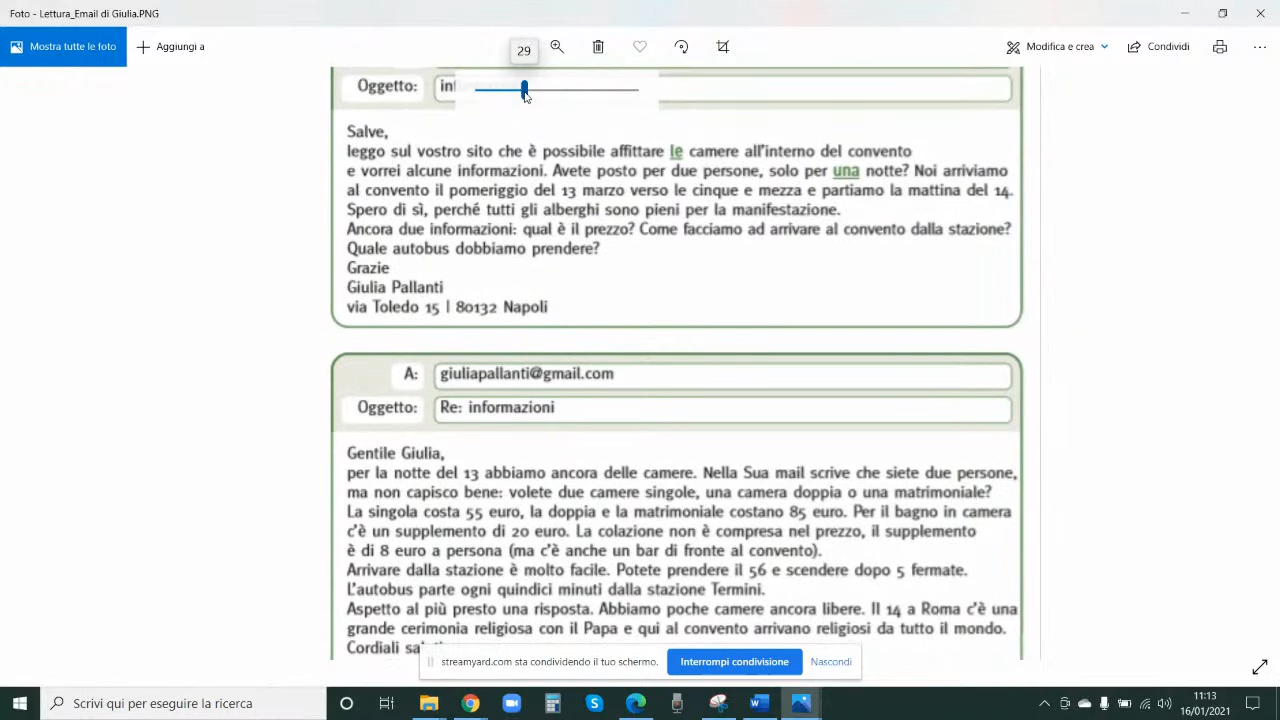 Foto - Lettura_Email di Giulia.PNG
Mostra tutte le foto
Aggiungi a
29
Modifica e crea
Condividi
Oggetto:
Salve,
leggo sul vostro sito che è possibile affittare le camere all'interno del convento
e vorrei alcune informazioni. Avete posto per due persone, solo per una notte? Noi arriviamo
al convento il pomeriggio del 13 marzo verso le cinque e mezza e partiamo la mattina del 14.
Spero di sì, perché tutti gli alberghi sono pieni per la manifestazione.
Ancora due informazioni: qual è il prezzo? Come facciamo ad arrivare al convento dalla stazione?
Quale autobus dobbiamo prendere?
Grazie
Giulia Pallanti
via Toledo 15 | 80132 Napoli
A: giuliapallanti@gmail.com
Oggetto: Re: informazioni
Gentile Giulia,
per la notte del 13 abbiamo ancora delle camere. Nella Sua mail scrive che siete due persone,
ma non capisco bene: volete due camere singole, una camera doppia o una matrimoniale?
La singola costa 55 euro, la doppia e la matrimoniale costano 85 euro. Per il bagno in camera
c'è un supplemento di 20 euro. La colazione non è compresa nel prezzo, il supplemento
è di 8 euro a persona (ma c'è anche un bar di fronte al convento).
Arrivare dalla stazione è molto facile. Potete prendere il 56 e scendere dopo 5 fermate.
L'autobus parte ogni quindici minuti dalla stazione Termini.
Aspetto al più presto una risposta. Abbiamo poche camere ancora libere. Il 14 a Roma c'è una
grande cerimonia religiosa con il Papa e qui al convento arrivano religiosi da tutto il mondo.
Cordiali
streamyard.com sta condividendo il tuo schermo.
Interrompi condivisione
Nascondi
Scrivi qui per eseguire la ricerca
11:13
16/01/2021